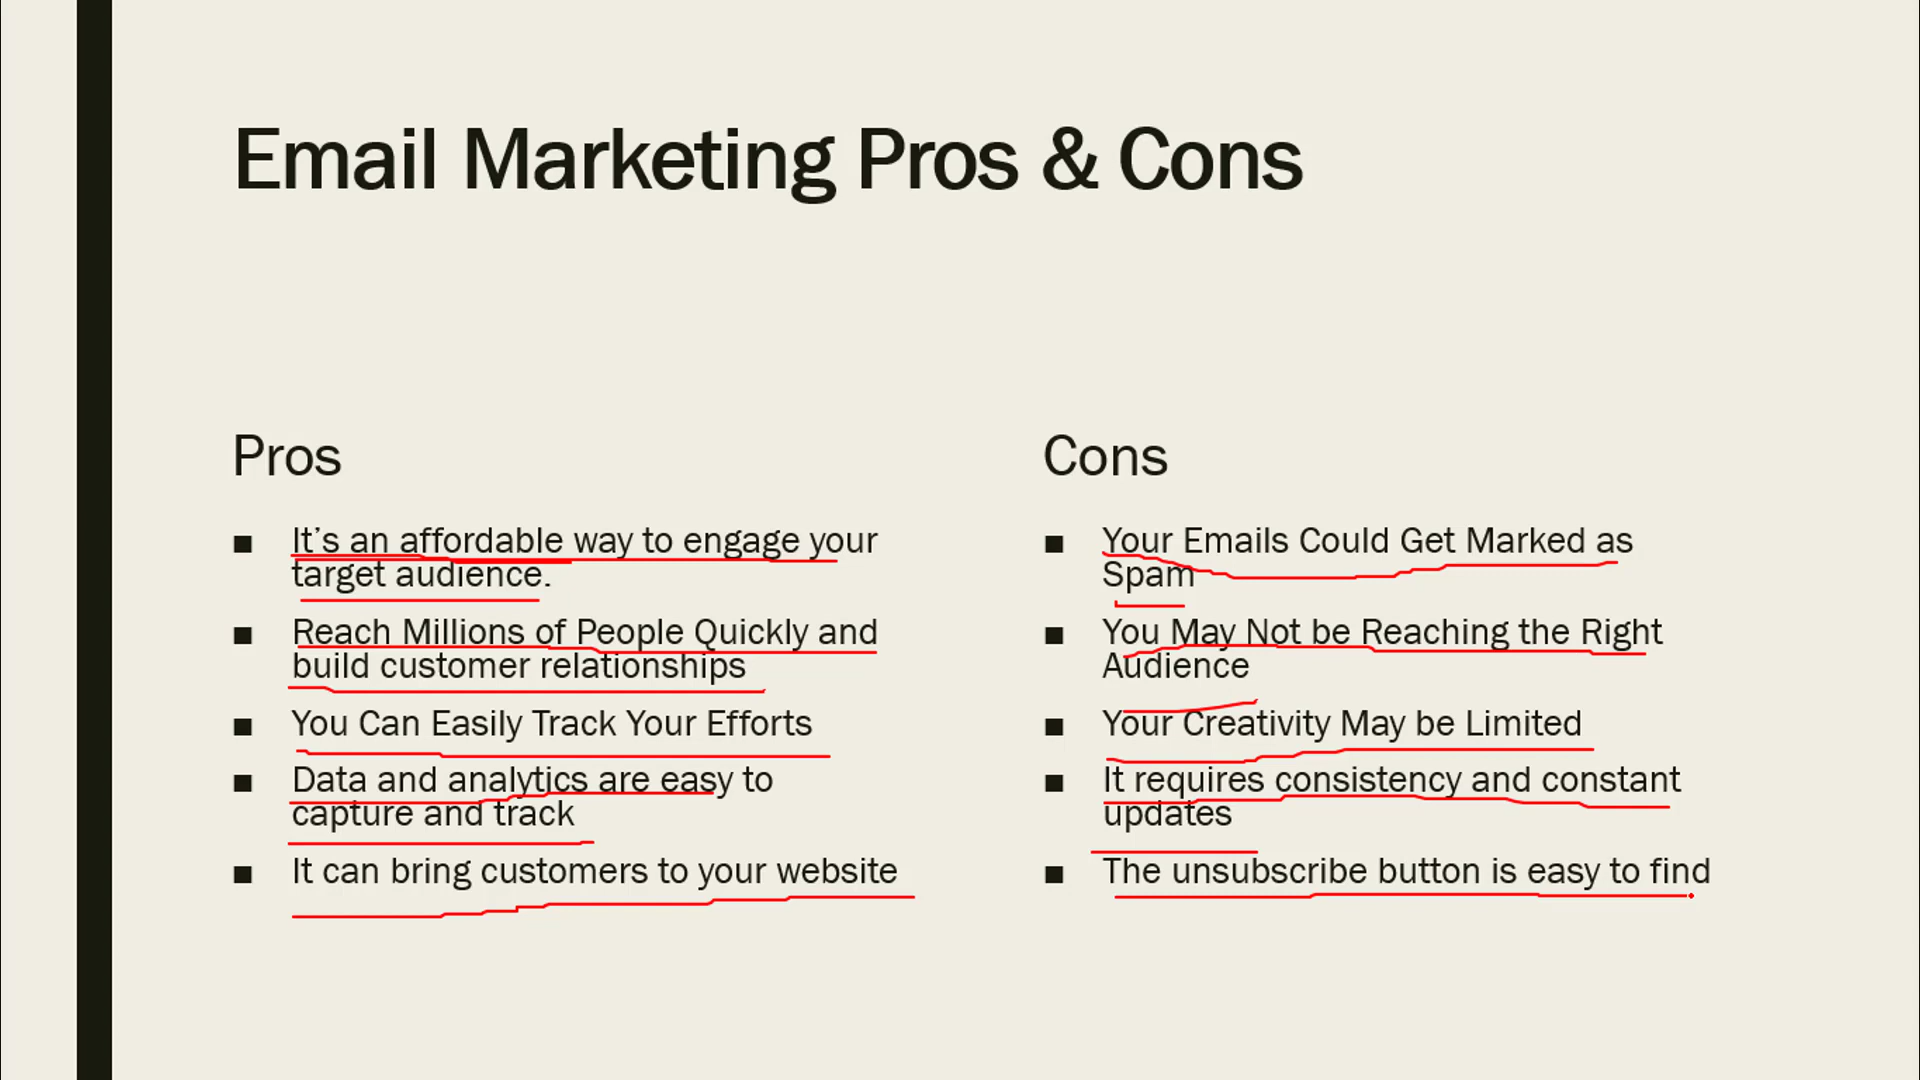 Email Marketing Pros & Cons
Pros
■ It’s an affordable way to engage your
target audience.
■ Reach Millions of People Quickly and
build customer relationships
■ You Can Easily Track Your Efforts
■ Data and analytics are easy to
capture and track
■ It can bring customers to your website
Cons
■ Your Emails Could Get Marked as
Spam
■ You May Not be Reaching the Right
Audience
■ Your Creativity May be Limited
■ It requires consistency and constant
updates
■ The unsubscribe button is easy to find